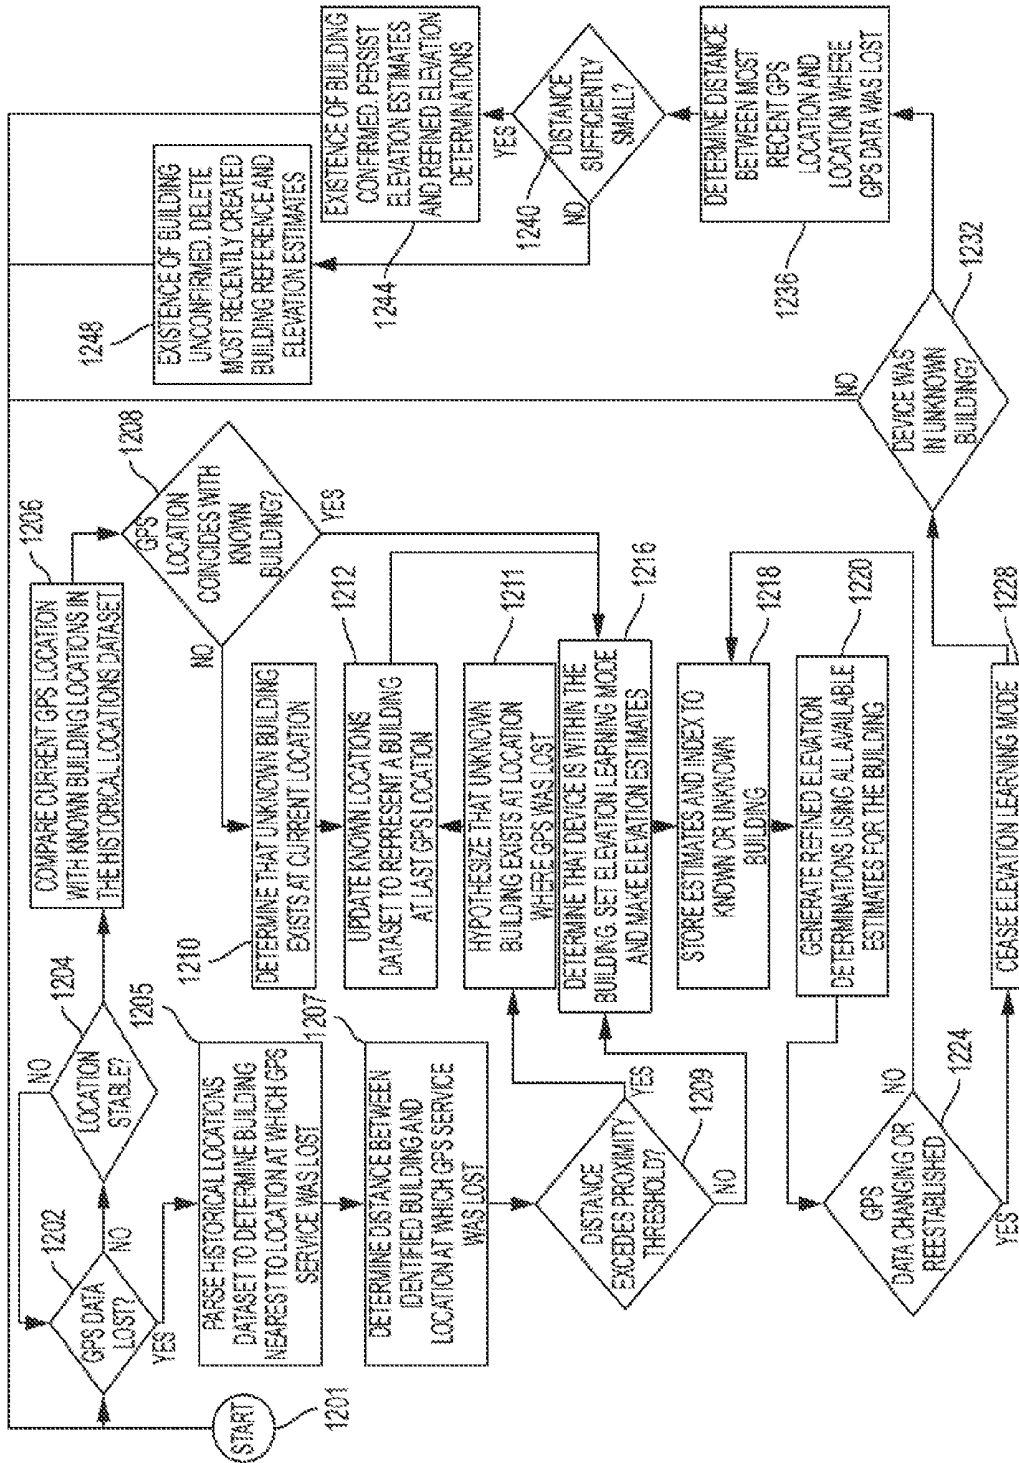 START
1201
GPS DATA
LOST?
1202
NO
YES
LOCATION
STABLE?
1204
NO
PARSE HISTORICAL LOCATIONS
DATASET TO DETERMINE BUILDING
NEAREST TO LOCATION AT WHICH GPS
SERVICE WAS LOST
1205
COMPARE CURRENT GPS LOCATION
WITH KNOWN BUILDING LOCATIONS IN
THE HISTORICAL LOCATIONS DATASET
1206
DETERMINE DISTANCE BETWEEN
IDENTIFIED BUILDING AND
LOCATION AT WHICH GPS SERVICE
WAS LOST
1207
GPS
LOCATION
COINCIDES WITH
KNOWN
BUILDING?
1208
NO
YES
DISTANCE
EXCEDES PROXIMITY
THRESHOLD?
1209
YES
NO
DETERMINE THAT UNKNOWN BUILDING
EXISTS AT CURRENT LOCATION
1210
UPDATE KNOWN LOCATIONS
DATASET TO REPRESENT A BUILDING
AT LAST GPS LOCATION
1212
HYPOTHESIZE THAT UNKNOWN
BUILDING EXISTS AT LOCATION
WHERE GPS WAS LOST
1211
DETERMINE THAT DEVICE IS WITHIN THE
BUILDING. SET ELEVATION LEARNING MODE
AND MAKE ELEVATION ESTIMATES
1216
STORE ESTIMATES AND INDEX TO
KNOWN OR UNKNOWN
BUILDING
1218
GENERATE REFINED ELEVATION
DETERMINATIONS USING ALL AVAILABLE
ESTIMATES FOR THE BUILDING
1220
GPS
DATA CHANGING OR
REESTABLISHED
1224
NO
YES
CEASE ELEVATION LEARNING MODE
1228
DEVICE WAS
IN UNKNOWN
BUILDING?
1232
NO
DETERMINE DISTANCE
BETWEEN MOST
RECENT GPS
LOCATION AND
LOCATION WHERE
GPS DATA WAS LOST
1236
DISTANCE
SUFFICIENTLY
SMALL?
1240
YES
NO
EXISTENCE OF BUILDING
CONFIRMED. PERSIST
ELEVATION ESTIMATES
AND REFINED ELEVATION
DETERMINATIONS
1244
EXISTENCE OF BUILDING
UNCONFIRMED. DELETE
MOST RECENTLY CREATED
BUILDING REFERENCE AND
ELEVATION ESTIMATES
1248